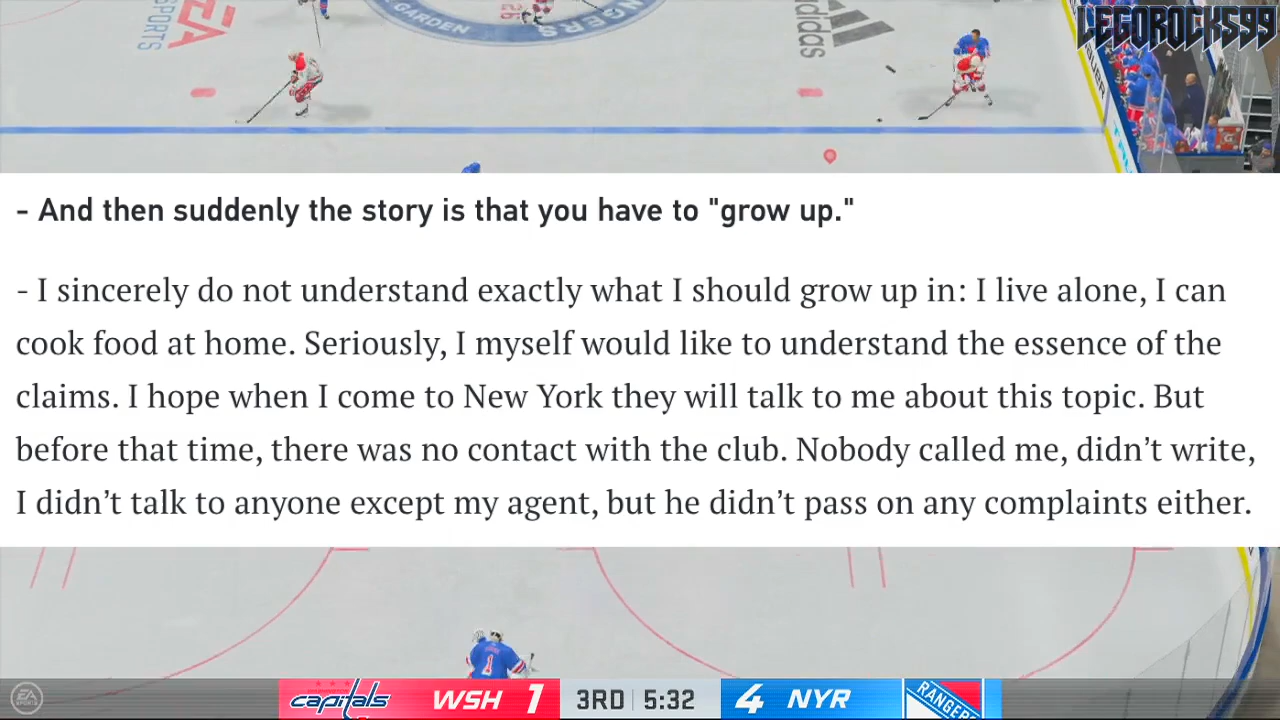 SPORTS
EA
GARDEN
adidas
LEGOROCKS99
- And then suddenly the story is that you have to "grow up."
- I sincerely do not understand exactly what I should grow up in: I live alone, I can
cook food at home. Seriously, I myself would like to understand the essence of the
claims. I hope when I come to New York they will talk to me about this topic. But
before that time, there was no contact with the club. Nobody called me, didn’t write,
I didn’t talk to anyone except my agent, but he didn’t pass on any complaints either.
1
EA
SPORTS
capitals
WSH 1 3RD 5:32 4 NYR
RANGERS